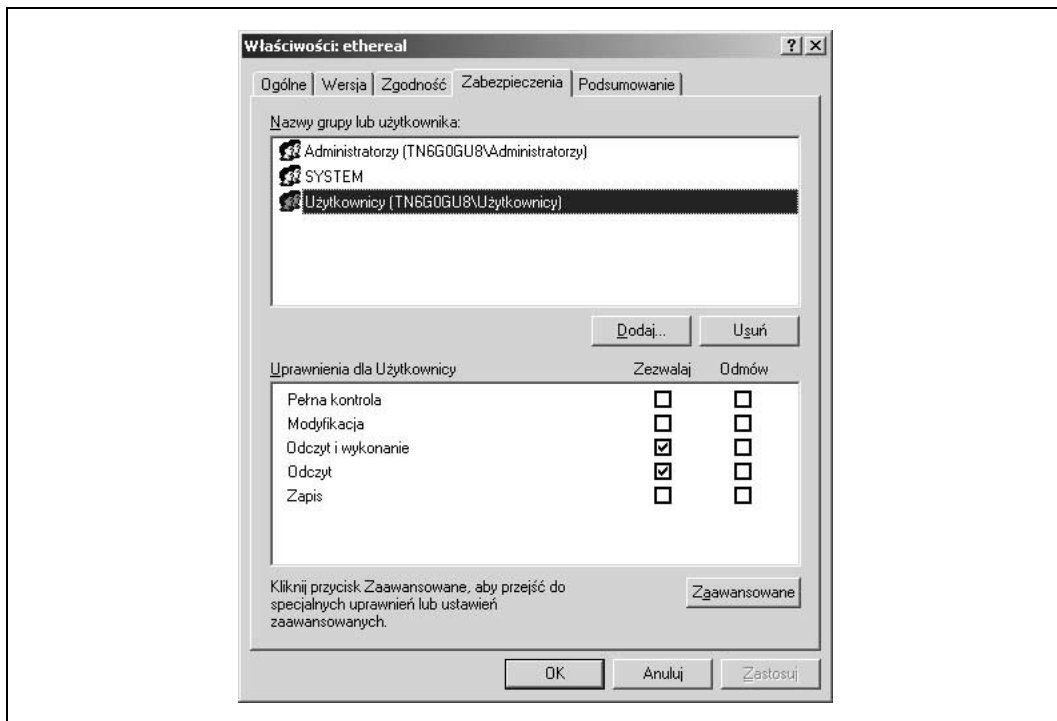 Właściwości: ethereal
Ogólne Wersja Zgodność Zabezpieczenia Podsumowanie
Nazwy grupy lub użytkownika:
Administratorzy (TN6G0GU8\Administratorzy)
SYSTEM
Użytkownicy (TN6G0GU8\Użytkownicy)
Dodaj... Usuń
Uprawnienia dla Użytkownicy Zezwalaj Odmów
Pełna kontrola
Modyfikacja
Odczyt i wykonanie
Odczyt
Zapis
Kliknij przycisk Zaawansowane, aby przejść do
specjalnych uprawnień lub ustawień
zaawansowanych.
Zaawansowane
OK Anuluj Zastosuj